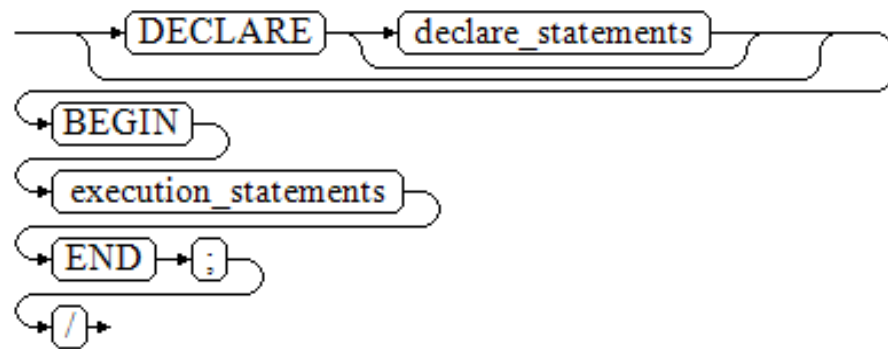 DECLARE declare_statements
BEGIN
execution_statements
END ;
/